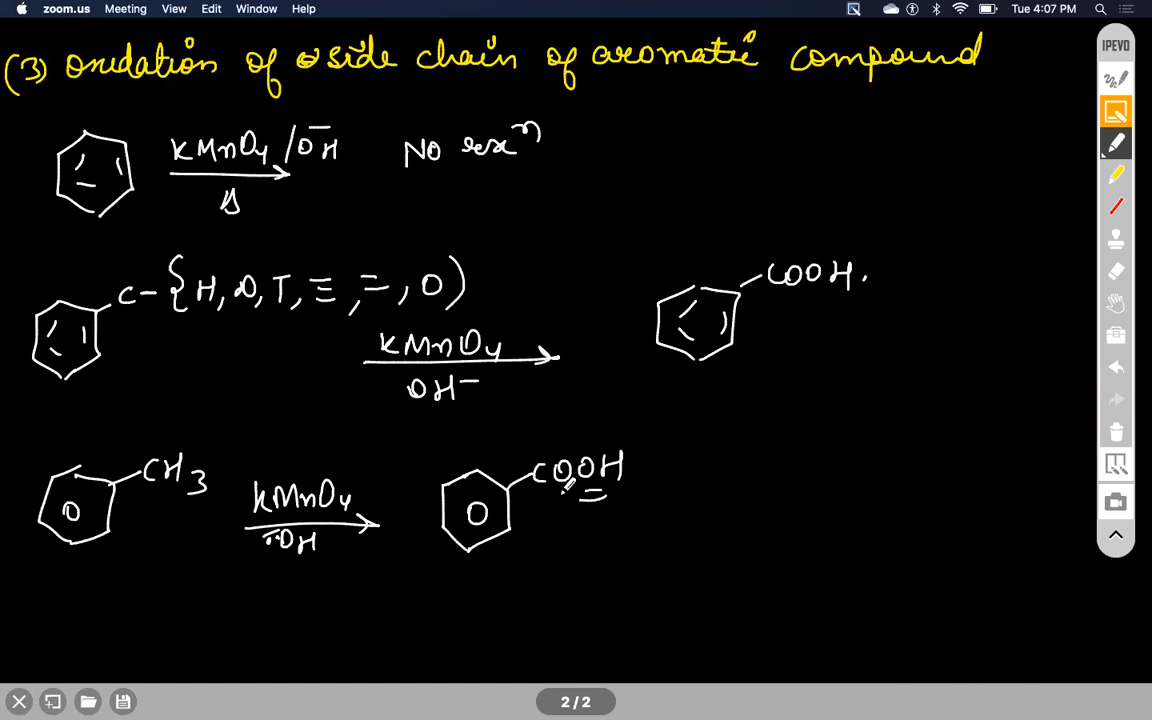 zoom.us Meeting View Edit Window Help Tue 4:07 PM
(3) oxidation of side chain of aromatic compound
IPEVO
KMnO4 / OH̄ NO rexⁿ
Δ
C - { H, D, T, ≡, =, O )
COOH.
KMnO4
OH⁻
CH3
COOH
KMnO4
⁻OH
2/2